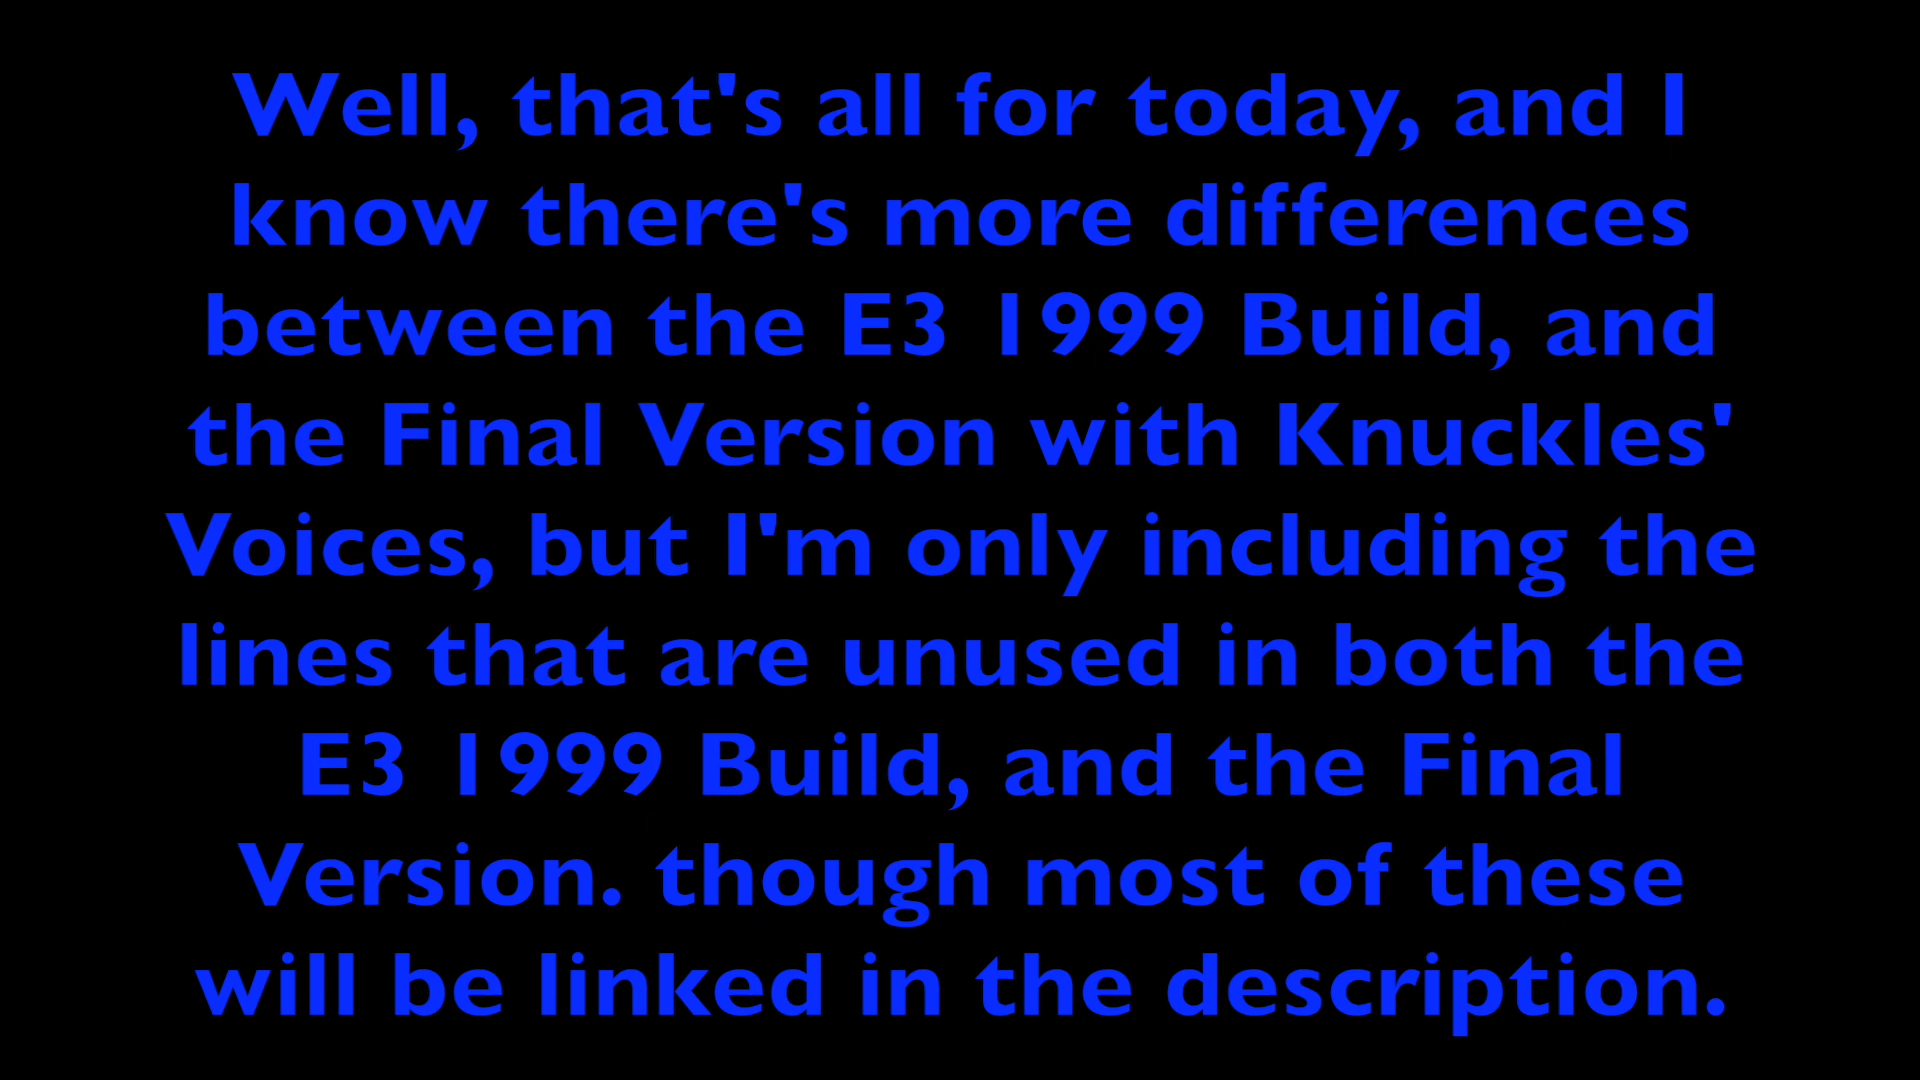 Well, that's all for today, and I
know there's more differences
between the E3 1999 Build, and
the Final Version with Knuckles'
Voices, but I'm only including the
lines that are unused in both the
E3 1999 Build, and the Final
Version. though most of these
will be linked in the description.